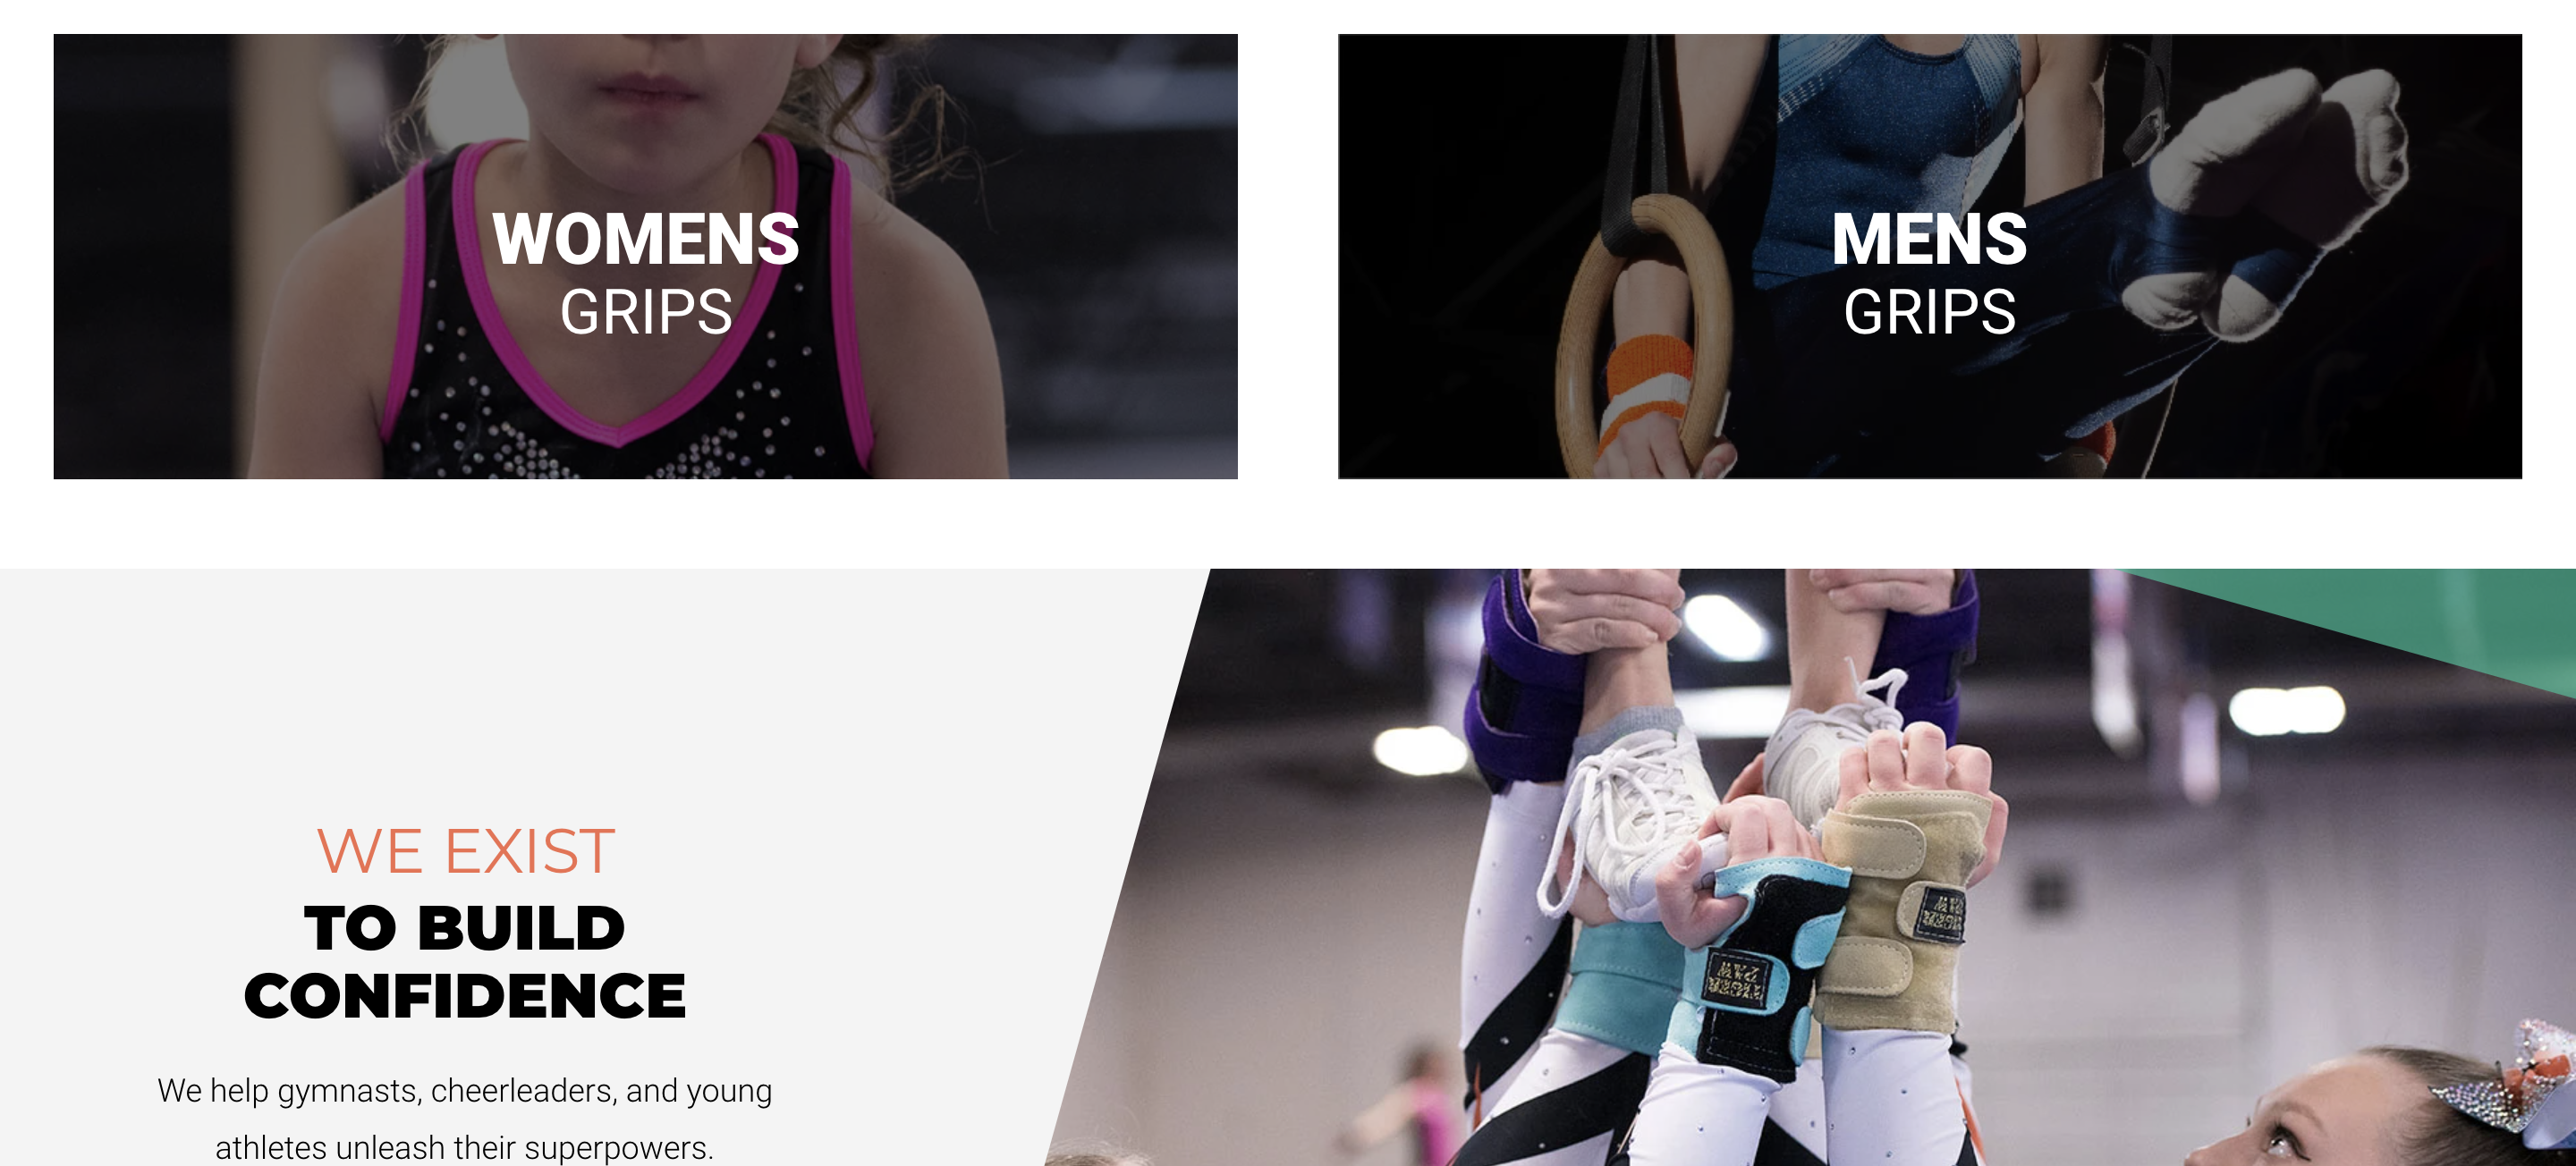 WOMENS
GRIPS
MENS
GRIPS
WE EXIST
TO BUILD
CONFIDENCE
We help gymnasts, cheerleaders, and young
athletes unleash their superpowers.